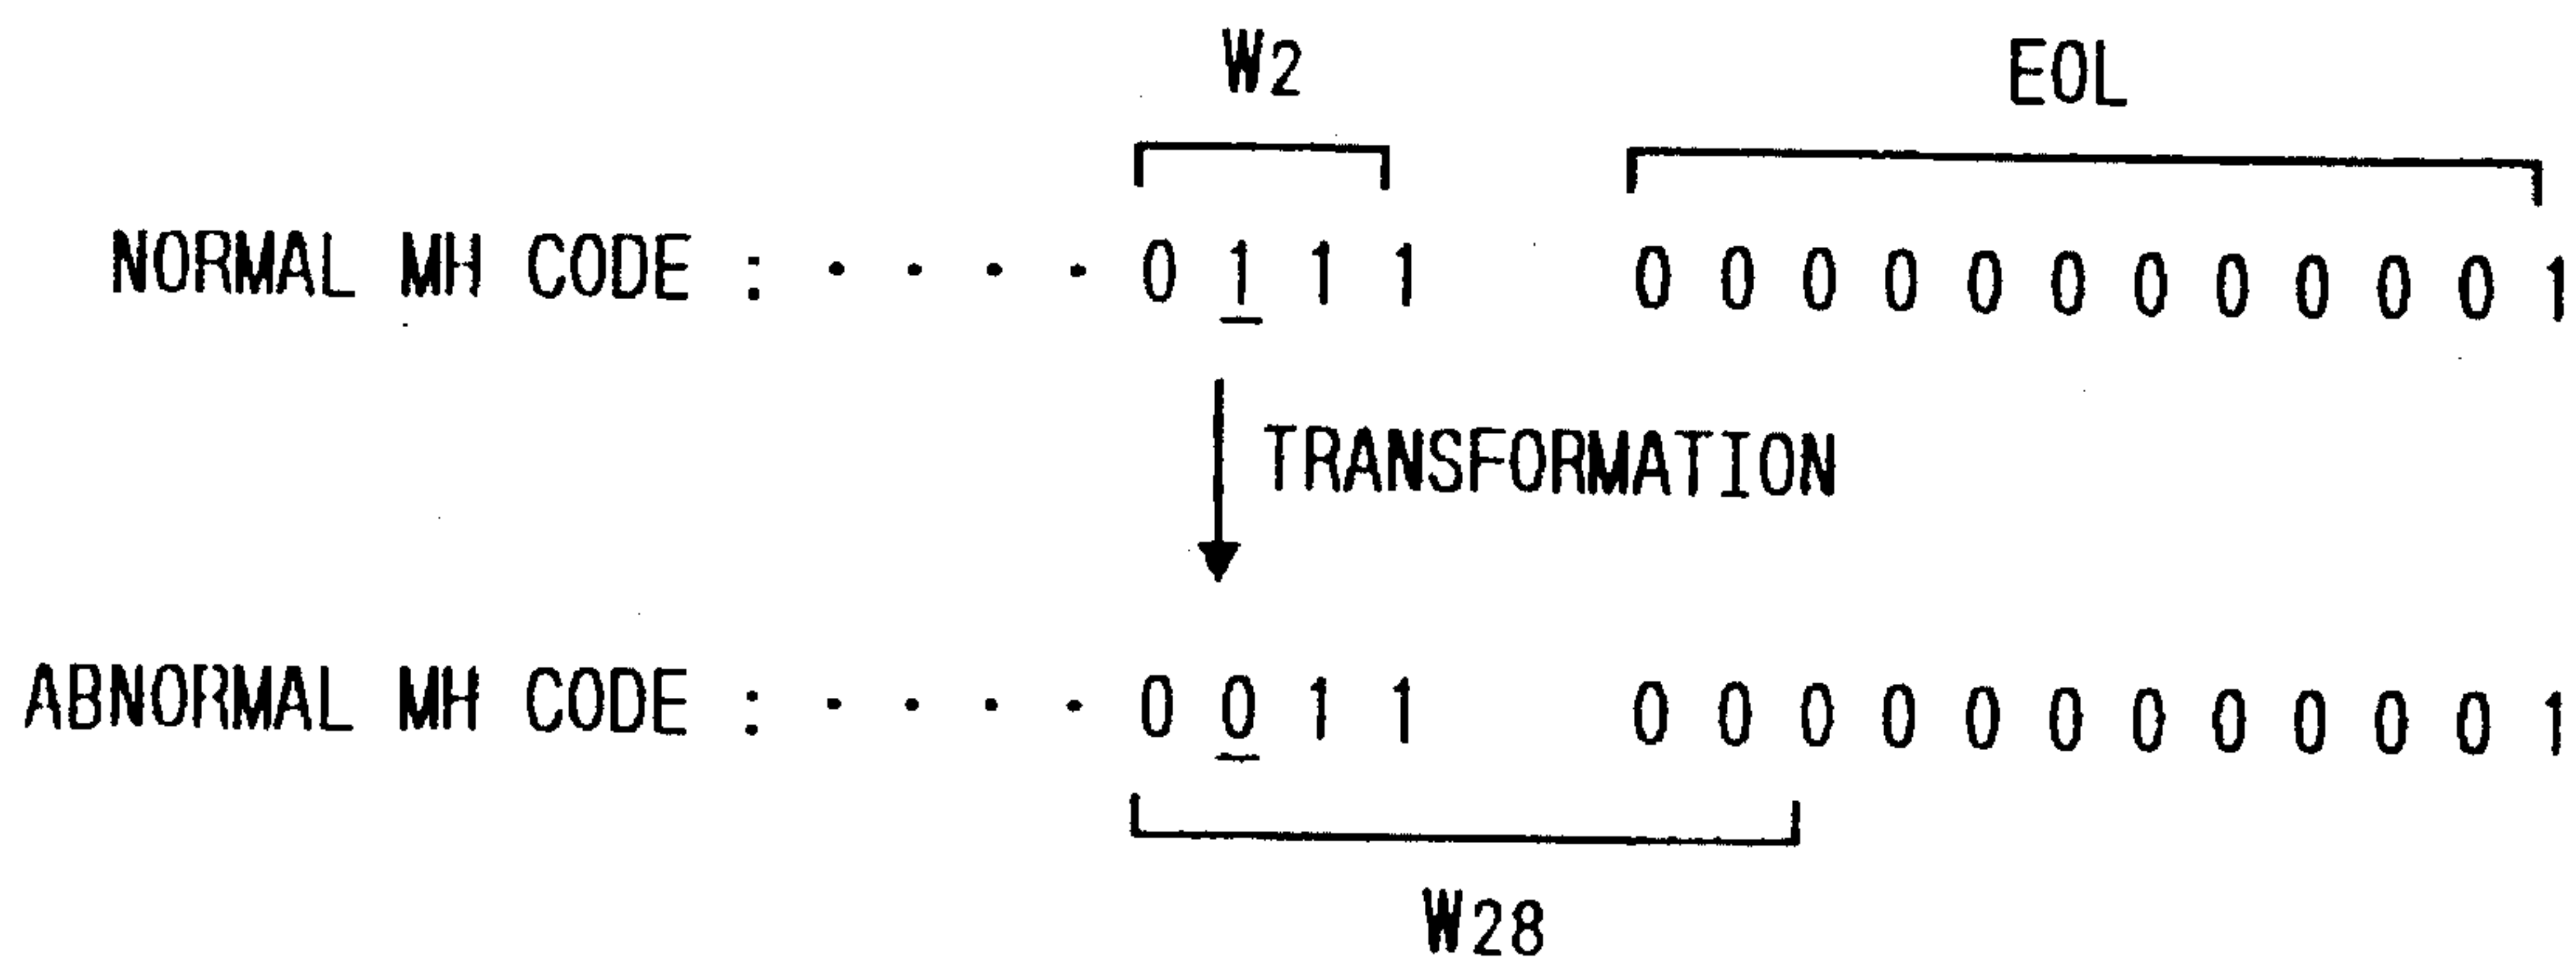 W2 EOL
NORMAL MH CODE : · · · · 0 1 1 1 0 0 0 0 0 0 0 0 0 0 0 1
TRANSFORMATION
ABNORMAL MH CODE : · · · · 0 0 1 1 0 0 0 0 0 0 0 0 0 0 0 1
W28